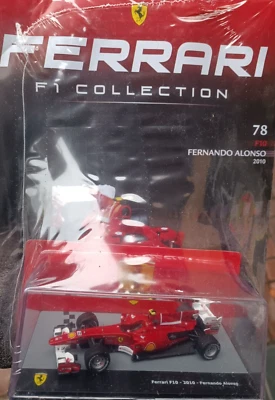 FERRARI
F1 COLLECTION
78
F10
FERNANDO ALONSO
2010
Ferrari F10 - 2010 - Fernando Alonso